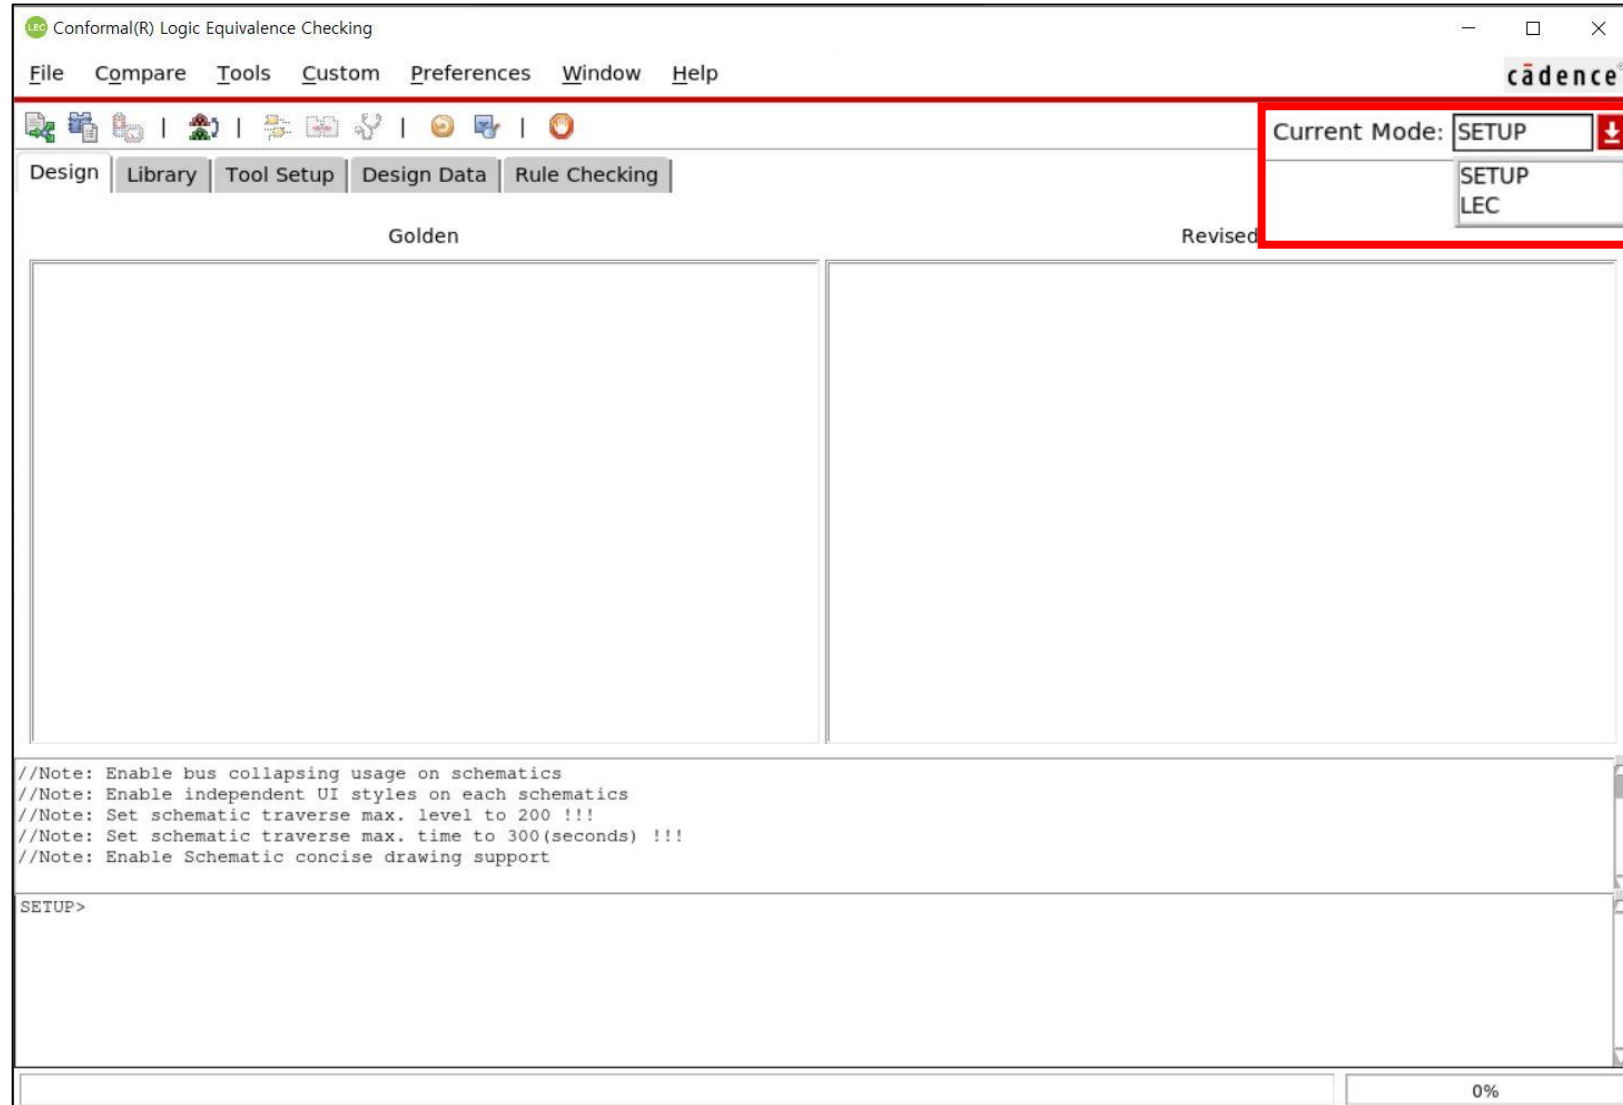 LEC Conformal(R) Logic Equivalence Checking
File Compare Tools Custom Preferences Window Help
cādence®
Current Mode: SETUP
Design Library Tool Setup Design Data Rule Checking
SETUP
LEC
Golden Revised
//Note: Enable bus collapsing usage on schematics
//Note: Enable independent UI styles on each schematics
//Note: Set schematic traverse max. level to 200 !!!
//Note: Set schematic traverse max. time to 300(seconds) !!!
//Note: Enable Schematic concise drawing support
SETUP>
0%